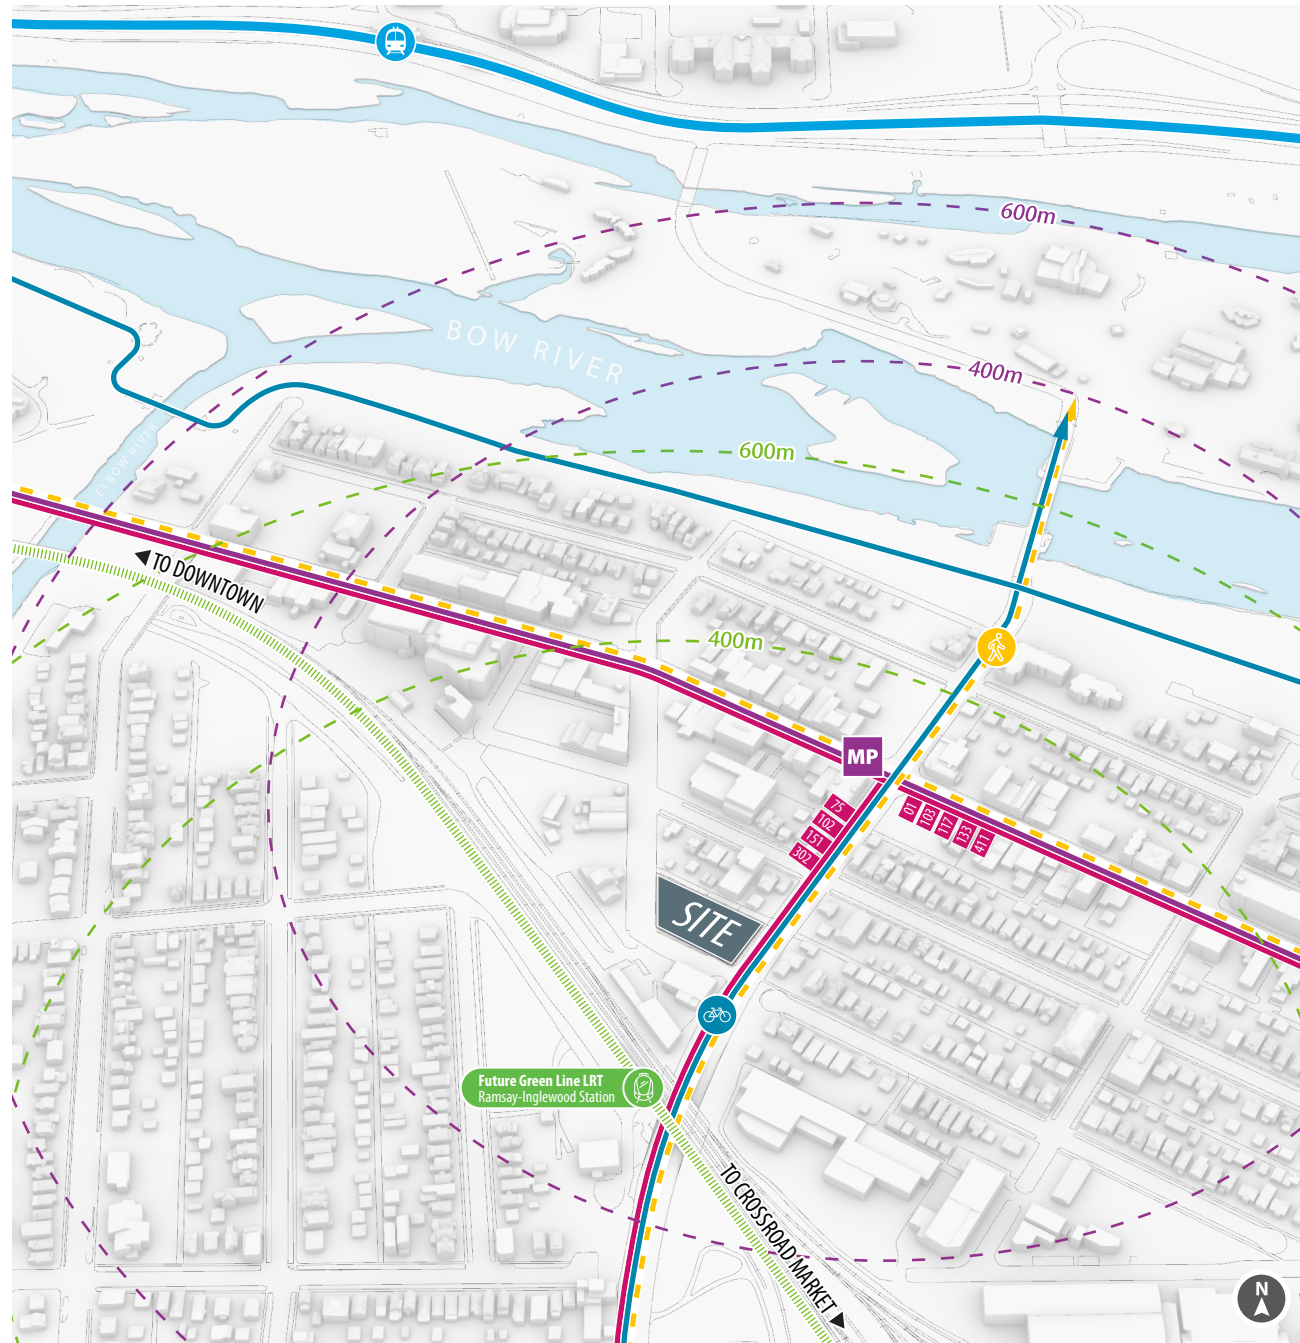 600m
BOW RIVER
400m
600m
ELBOW RIVER
TO DOWNTOWN
400m
MP
75
102
151
302
01
103
117
133
411
SITE
Future Green Line LRT
Ramsay-Inglewood Station
TO CROSSROAD MARKET
N